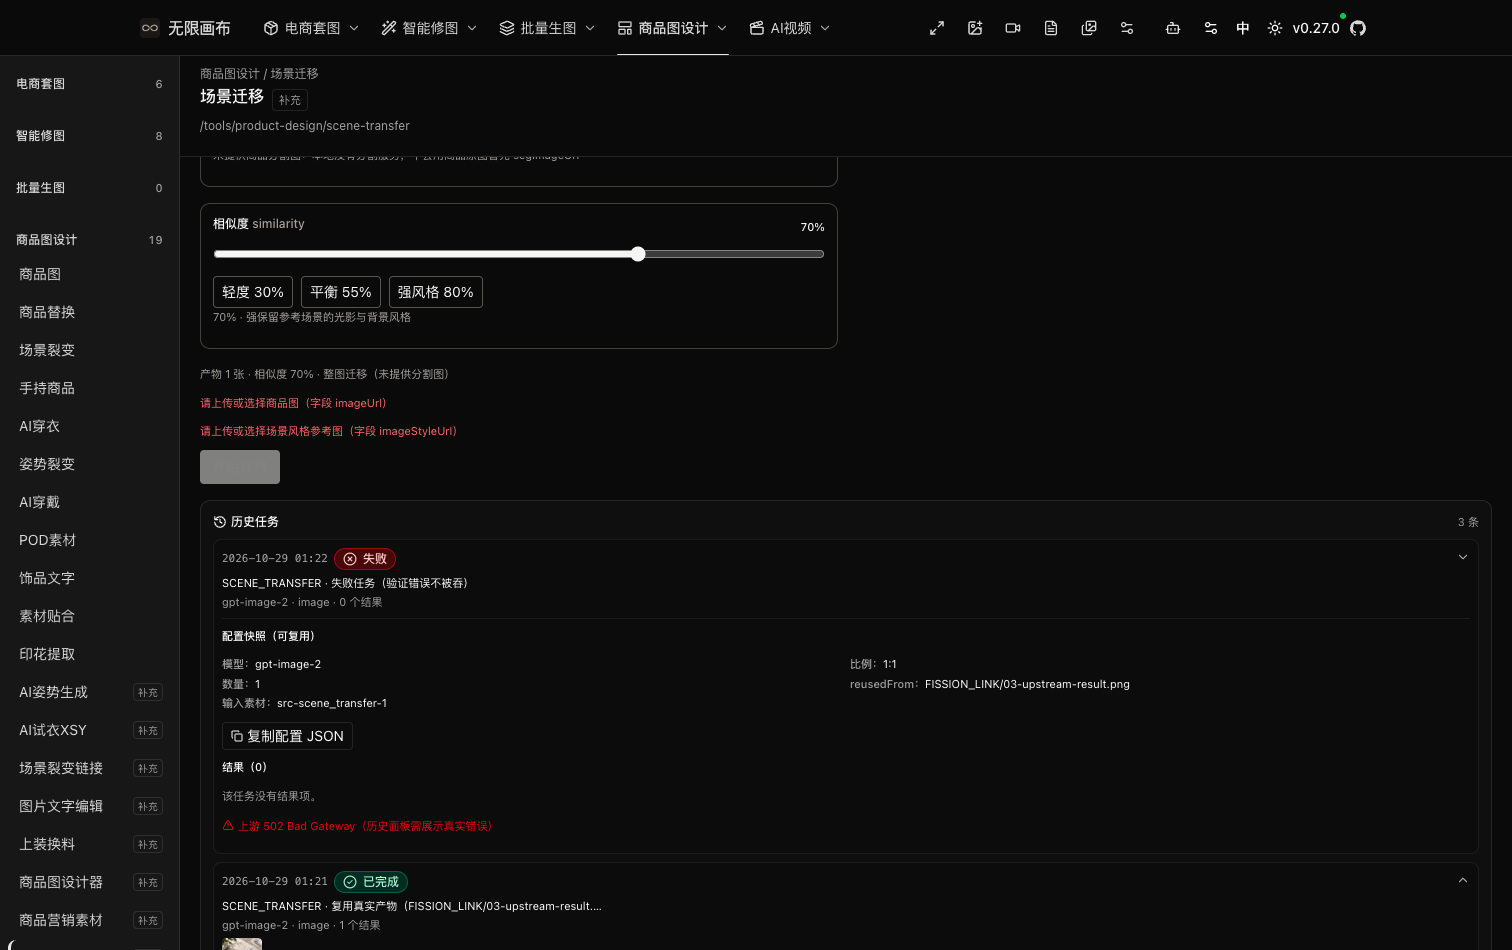 无限画布
电商套图
智能修图
批量生图
商品图设计
AI视频
中
v0.27.0
电商套图 6
智能修图 8
批量生图 0
商品图设计 19
商品图
商品替换
场景裂变
手持商品
AI穿衣
姿势裂变
AI穿戴
POD素材
饰品文字
素材贴合
印花提取
AI姿势生成 补充
AI试衣XSY 补充
场景裂变链接 补充
图片文字编辑 补充
上装换料 补充
商品图设计器 补充
商品营销素材 补充
商品图设计 / 场景迁移
场景迁移 补充
/tools/product-design/scene-transfer
相似度 similarity 70%
轻度 30% 平衡 55% 强风格 80%
70% · 强保留参考场景的光影与背景风格
产物 1 张 · 相似度 70% · 整图迁移（未提供分割图）
请上传或选择商品图（字段 imageUrl）
请上传或选择场景风格参考图（字段 imageStyleUrl）
历史任务 3 条
2026-10-29 01:22 失败
SCENE_TRANSFER · 失败任务（验证错误不被吞）
gpt-image-2 · image · 0 个结果
配置快照（可复用）
模型：gpt-image-2 比例：1:1
数量：1 reusedFrom：FISSION_LINK/03-upstream-result.png
输入素材：src-scene_transfer-1
复制配置 JSON
结果（0）
该任务没有结果项。
上游 502 Bad Gateway（历史面板需展示真实错误）
2026-10-29 01:21 已完成
SCENE_TRANSFER · 复用真实产物（FISSION_LINK/03-upstream-result....
gpt-image-2 · image · 1 个结果